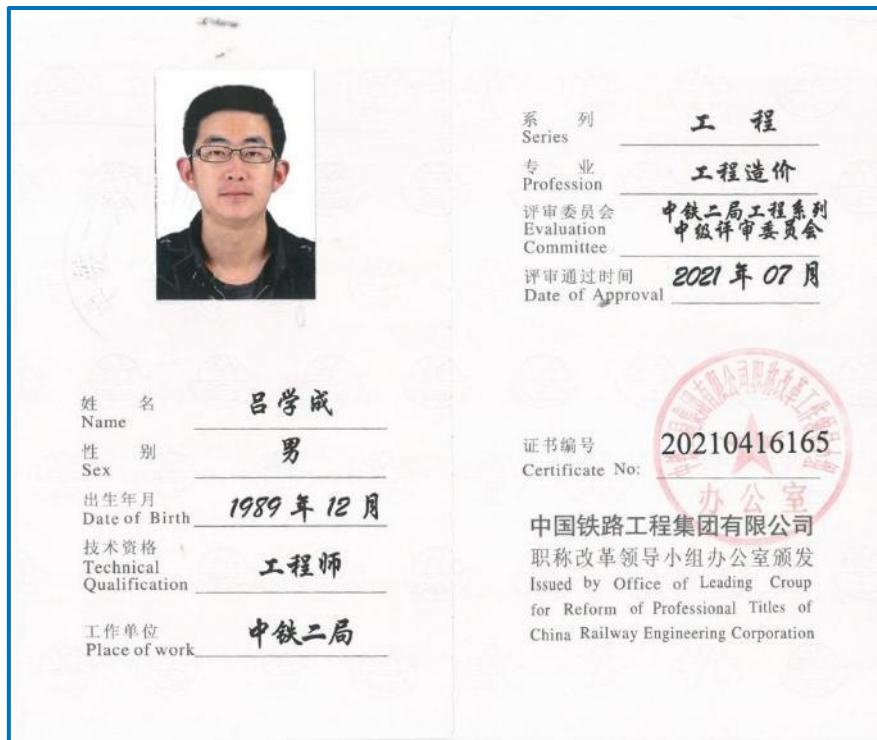 姓 名
Name
吕学成
性 别
Sex
男
出生年月
Date of Birth
1989 年 12 月
技术资格
Technical
Qualification
工程师
工作单位
Place of work
中铁二局
系 列
Series
工 程
专 业
Profession
工程造价
评审委员会
Evaluation
Committee
中铁二局工程系列
中级评审委员会
评审通过时间
Date of Approval
2021 年 07 月
证书编号
Certificate No:
20210416165
办公室
中国铁路工程集团有限公司
职称改革领导小组办公室颁发
Issued by Office of Leading Croup
for Reform of Professional Titles of
China Railway Engineering Corporation